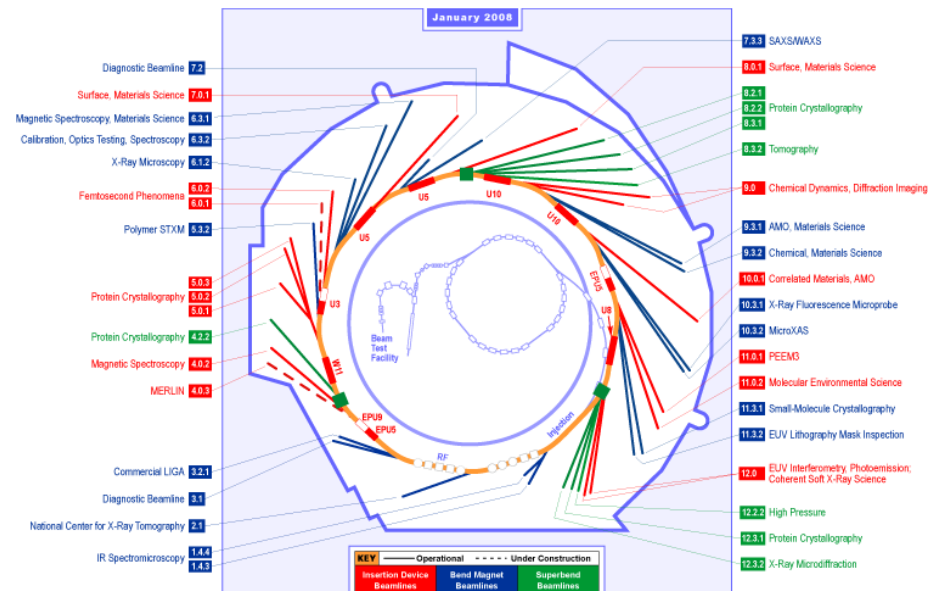 January 2008
Diagnostic Beamline 7.2
Surface, Materials Science 7.0.1
Magnetic Spectroscopy, Materials Science 6.3.1
Calibration, Optics Testing, Spectroscopy 6.3.2
X-Ray Microscopy 6.1.2
6.0.2
Femtosecond Phenomena
6.0.1
Polymer STXM 5.3.2
5.0.3
Protein Crystallography 5.0.2
5.0.1
Protein Crystallography 4.2.2
Magnetic Spectroscopy 4.0.2
MERLIN 4.0.3
Commercial LIGA 3.2.1
Diagnostic Beamline 3.1
National Center for X-Ray Tomography 2.1
1.4.4
IR Spectromicroscopy
1.4.3
7.3.3 SAXS/WAXS
8.0.1 Surface, Materials Science
8.2.1
8.2.2 Protein Crystallography
8.3.1
8.3.2 Tomography
9.0 Chemical Dynamics, Diffraction Imaging
9.3.1 AMO, Materials Science
9.3.2 Chemical, Materials Science
10.0.1 Correlated Materials, AMO
10.3.1 X-Ray Fluorescence Microprobe
10.3.2 MicroXAS
11.0.1 PEEM3
11.0.2 Molecular Environmental Science
11.3.1 Small-Molecule Crystallography
11.3.2 EUV Lithography Mask Inspection
12.0 EUV Interferometry, Photoemission;
Coherent Soft X-Ray Science
12.2.2 High Pressure
12.3.1 Protein Crystallography
12.3.2 X-Ray Microdiffraction
U5
U10
U5
U10
EPU5
U3
U8
W11
EPU9
EPU5
RF
Injection
Beam
Test
Facility
KEY Operational Under Construction
Insertion Device
Beamlines
Bend Magnet
Beamlines
Superbend
Beamlines